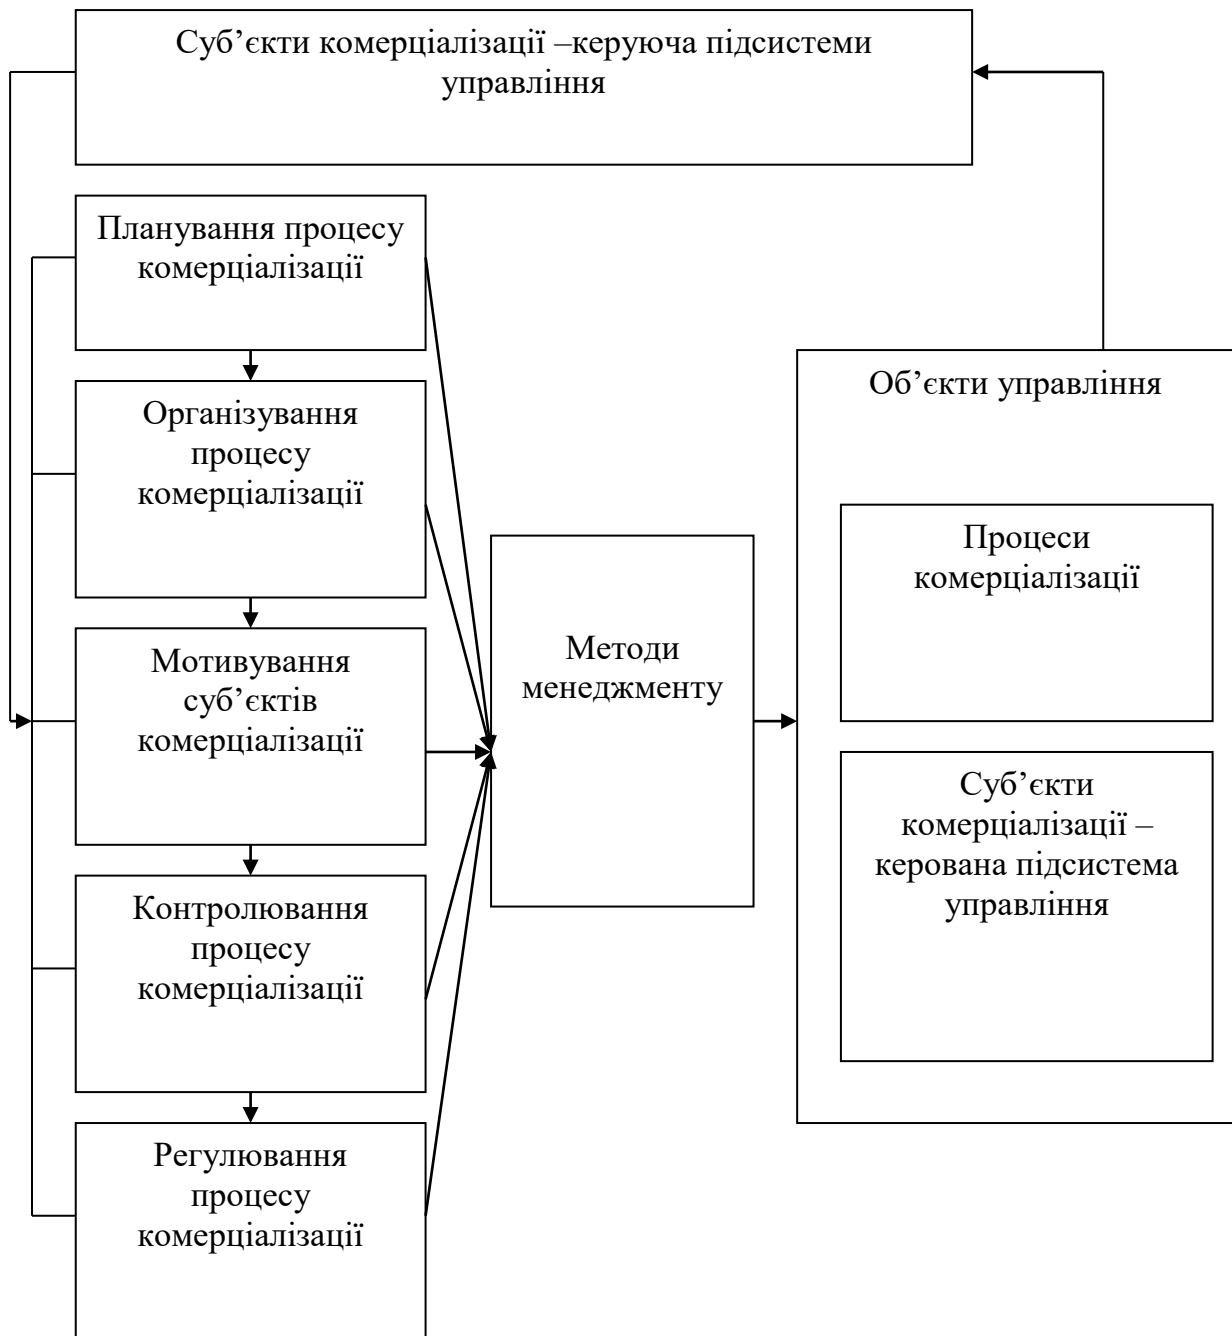 Суб’єкти комерціалізації –керуюча підсистеми
управління
Планування процесу
комерціалізації
Організування
процесу
комерціалізації
Мотивування
суб’єктів
комерціалізації
Контролювання
процесу
комерціалізації
Регулювання
процесу
комерціалізації
Методи
менеджменту
Об’єкти управління
Процеси
комерціалізації
Суб’єкти
комерціалізації –
керована підсистема
управління